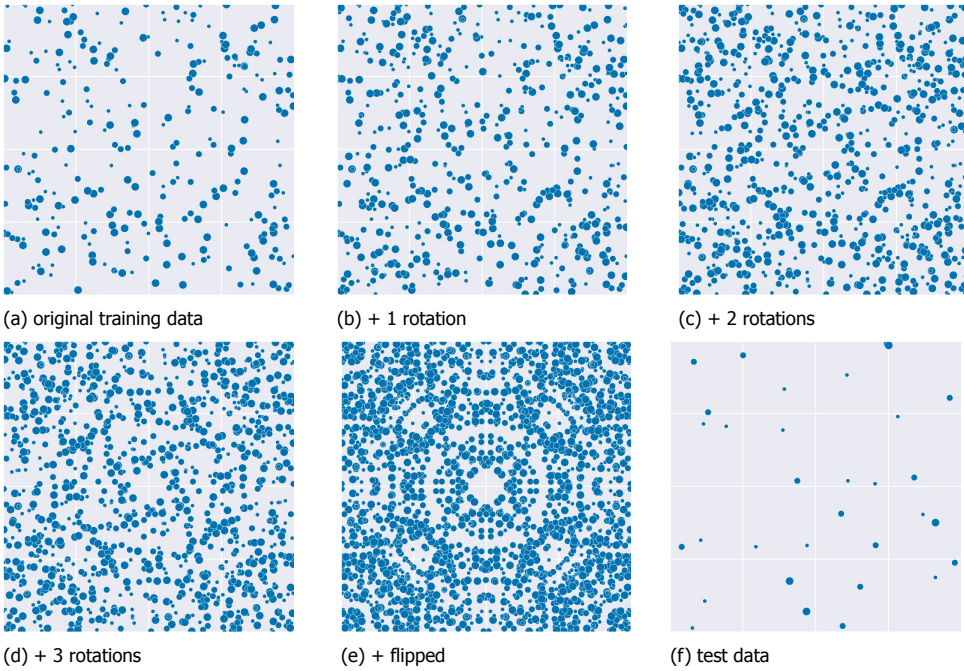 (a) original training data
(b) + 1 rotation
(c) + 2 rotations
(d) + 3 rotations
(e) + flipped
(f) test data